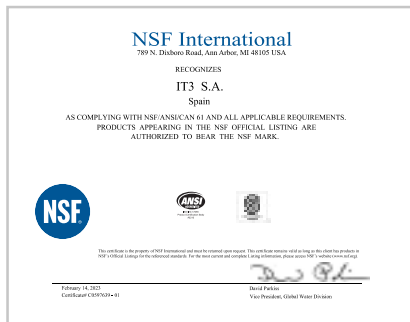 NSF International
789 N. Dixboro Road, Ann Arbor, MI 48105 USA
RECOGNIZES
IT3 S.A.
Spain
AS COMPLYING WITH NSF/ANSI/CAN 61 AND ALL APPLICABLE REQUIREMENTS.
PRODUCTS APPEARING IN THE NSF OFFICIAL LISTING ARE
AUTHORIZED TO BEAR THE NSF MARK.
NSF
ANSI
This certificate is the property of NSF International and must be returned upon request. This certificate remains valid as long as this client has products in
NSF's Official Listings for the referenced standards. For the most current and complete Listing information, please access NSF's website (www.nsf.org).
February 14, 2023
David Purkiss
Certificate# C0597639 - 01
Vice President, Global Water Division